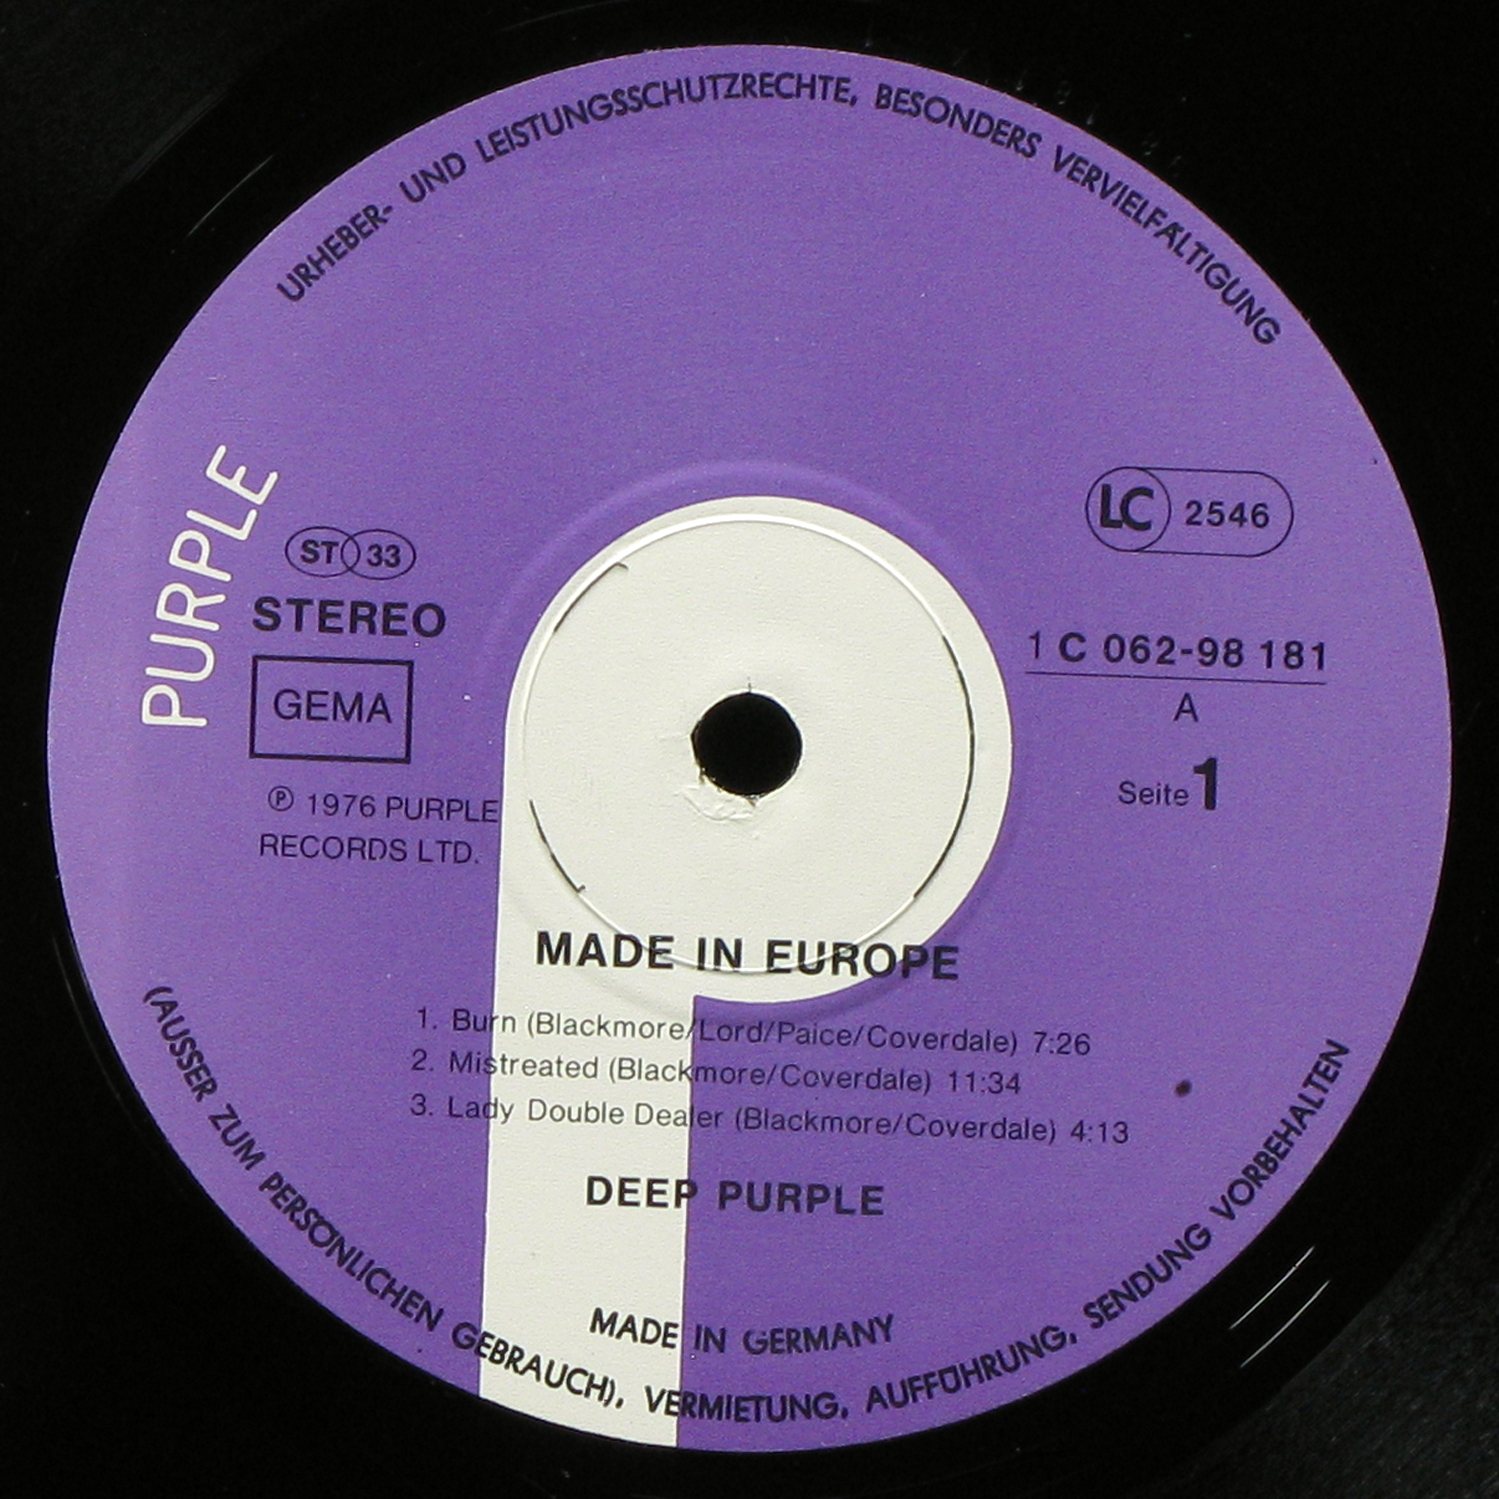 URHEBER- UND LEISTUNGSSCHUTZRECHTE, BESONDERS VERVIELFÄLTIGUNG
PURPLE
ST 33
STEREO
GEMA
℗ 1976 PURPLE
RECORDS LTD.
LC 2546
1 C 062-98 181
A
Seite 1
MADE IN EUROPE
1. Burn (Blackmore/Lord/Paice/Coverdale) 7:26
2. Mistreated (Blackmore/Coverdale) 11:34
3. Lady Double Dealer (Blackmore/Coverdale) 4:13
DEEP PURPLE
MADE IN GERMANY
(AUSSER ZUM PERSÖNLICHEN GEBRAUCH), VERMIETUNG, AUFFÜHRUNG, SENDUNG VORBEHALTEN